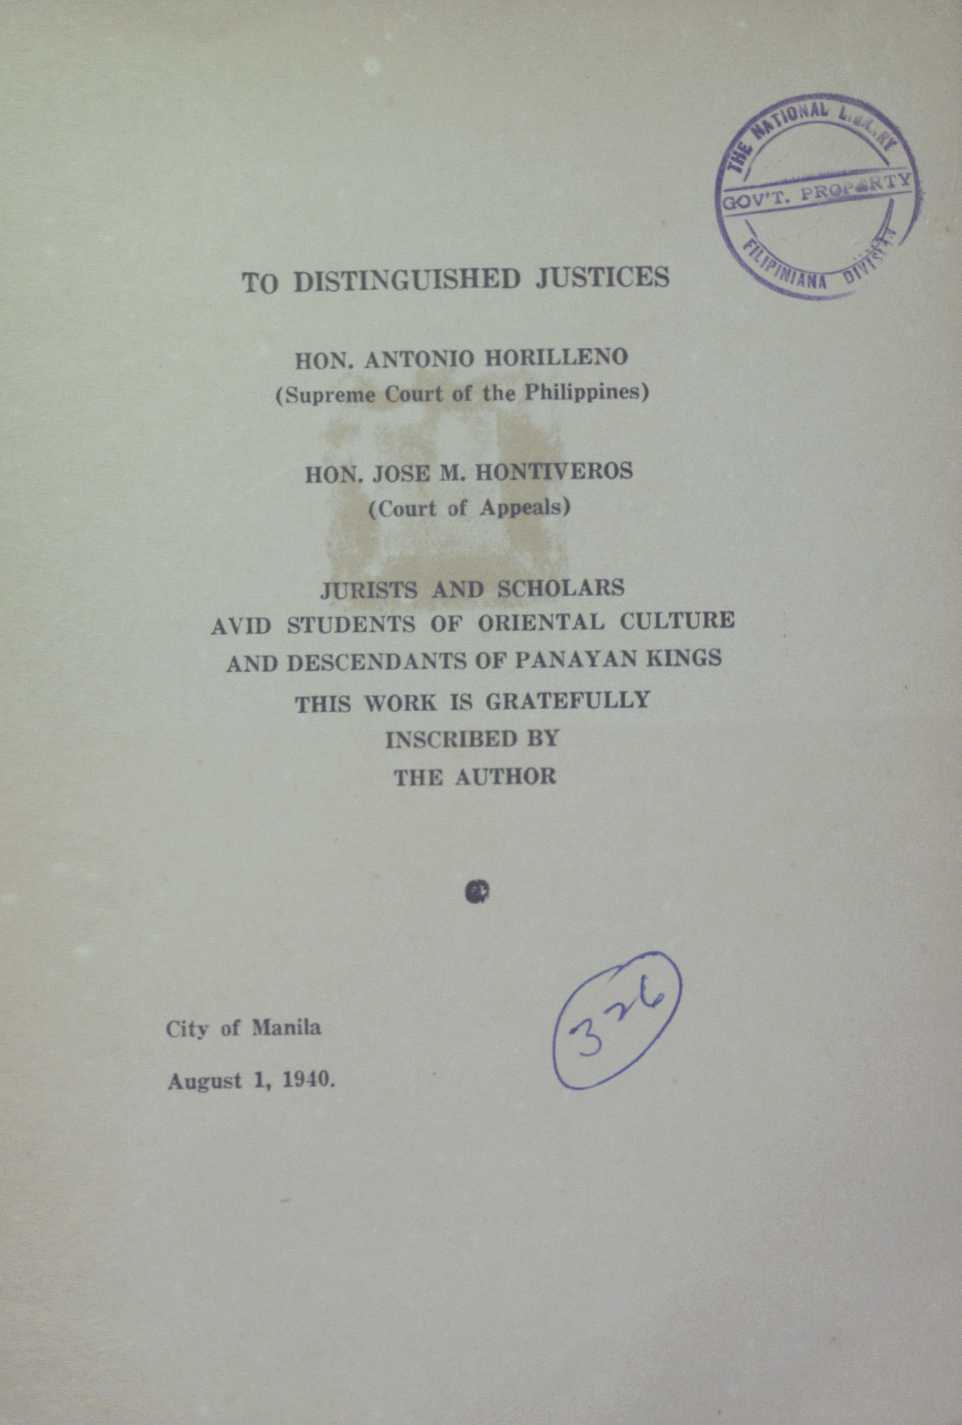 THE NATIONAL LIBRARY
GOV'T. PROPERTY
FILIPINIANA DIVISION
TO DISTINGUISHED JUSTICES
HON. ANTONIO HORILLENO
(Supreme Court of the Philippines)
HON. JOSE M. HONTIVEROS
(Court of Appeals)
JURISTS AND SCHOLARS
AVID STUDENTS OF ORIENTAL CULTURE
AND DESCENDANTS OF PANAYAN KINGS
THIS WORK IS GRATEFULLY
INSCRIBED BY
THE AUTHOR
326
City of Manila
August 1, 1940.